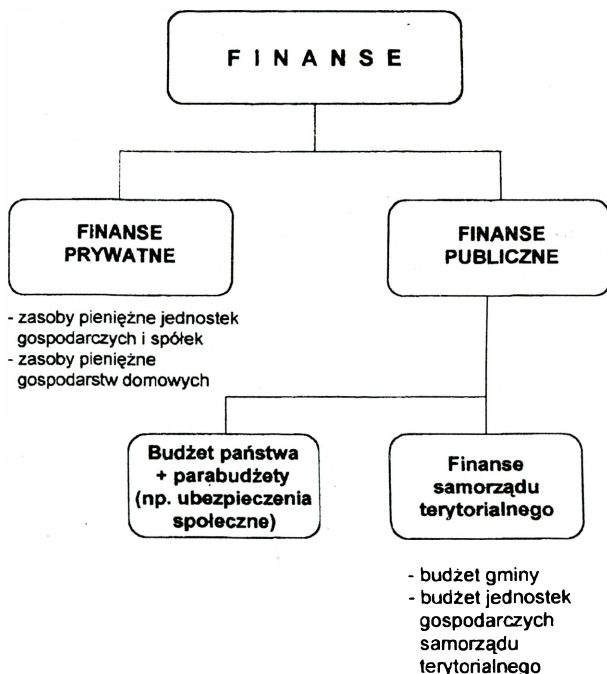 F I N A N S E
FINANSE
PRYWATNE
FINANSE
PUBLICZNE
- zasoby pieniężne jednostek
gospodarczych i spółek
- zasoby pieniężne
gospodarstw domowych
Budżet państwa
+ parabudżety
(np. ubezpieczenia
społeczne)
Finanse
samorządu
terytorialnego
- budżet gminy
- budżet jednostek
gospodarczych
samorządu
terytorialnego